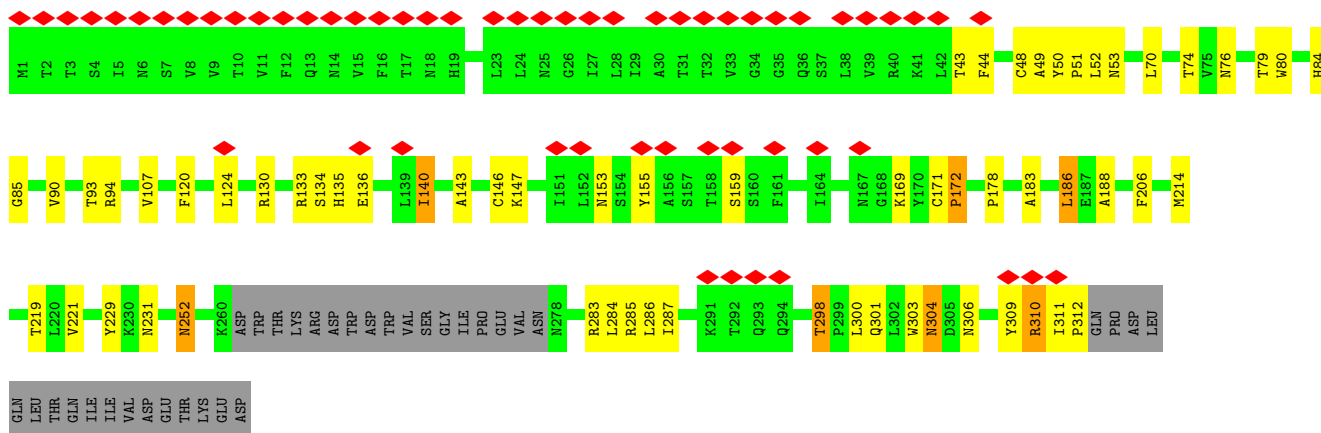 M1 T2 T3 S4 I5 N6 S7 V8 V9 T10 V11 F12 Q13 N14 V15 F16 T17 N18 H19 L23 L24 N25 G26 I27 L28 I29 A30 T31 T32 V33 G34 G35 Q36 S37 L38 V39 R40 K41 L42 T43 F44 C48 A49 Y50 P51 L52 N53 L70 T74 V75 N76 T79 W80 H84
G85 V90 T93 R94 V107 F120 L124 R130 R133 S134 H135 E136 L139 I140 A143 C146 K147 I151 L152 N153 S154 Y155 A156 S157 T158 S159 S160 F161 I164 N167 G168 K169 Y170 C171 P172 P178 A183 L186 E187 A188 F206 M214
T219 L220 V221 Y229 K230 N231 N252 K260 ASP TRP THR LYS ARG ASP TRP ASP TRP VAL SER GLY ILE PRO GLU VAL ASN N278 R283 L284 R285 L286 I287 K291 T292 Q293 Q294 T298 P299 L300 Q301 L302 W303 N304 D305 N306 Y309 R310 I311 P312 GLN PRO ASP LEU
GLN LEU THR GLN ILE ILE VAL ASP GLU THR LYS GLU ASP